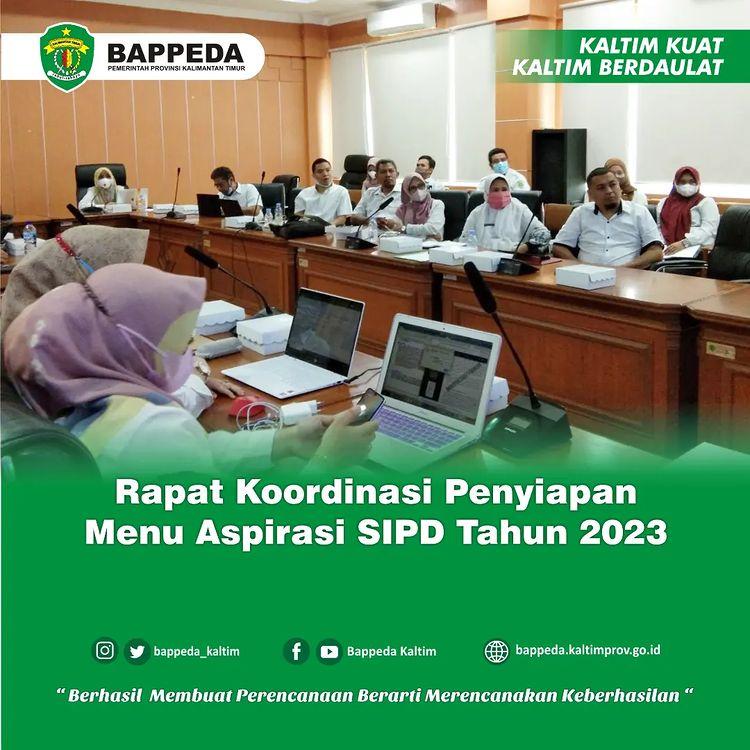 BAPPEDA
PEMERINTAH PROVINSI KALIMANTAN TIMUR
KALTIM KUAT
KALTIM BERDAULAT
Rapat Koordinasi Penyiapan
Menu Aspirasi SIPD Tahun 2023
bappeda_kaltim
Bappeda Kaltim
bappeda.kaltimprov.go.id
“ Berhasil Membuat Perencanaan Berarti Merencanakan Keberhasilan “